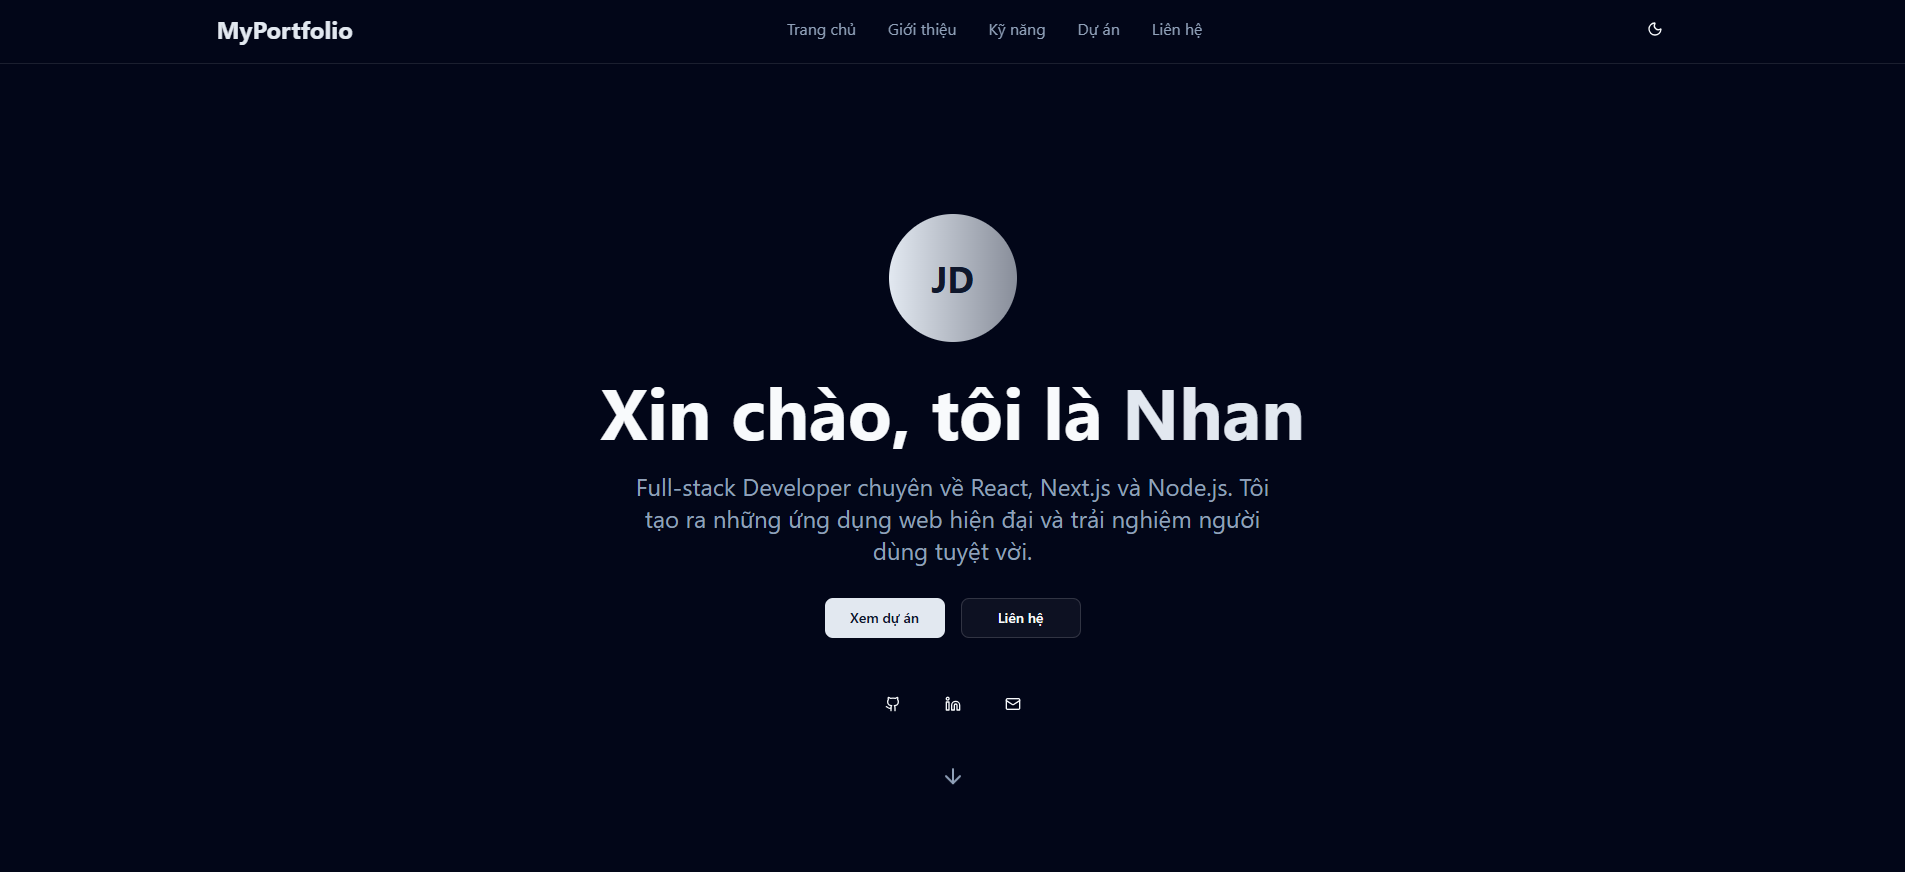 MyPortfolio
Trang chủ
Giới thiệu
Kỹ năng
Dự án
Liên hệ
JD
Xin chào, tôi là Nhan
Full-stack Developer chuyên về React, Next.js và Node.js. Tôi
tạo ra những ứng dụng web hiện đại và trải nghiệm người
dùng tuyệt vời.
Xem dự án
Liên hệ